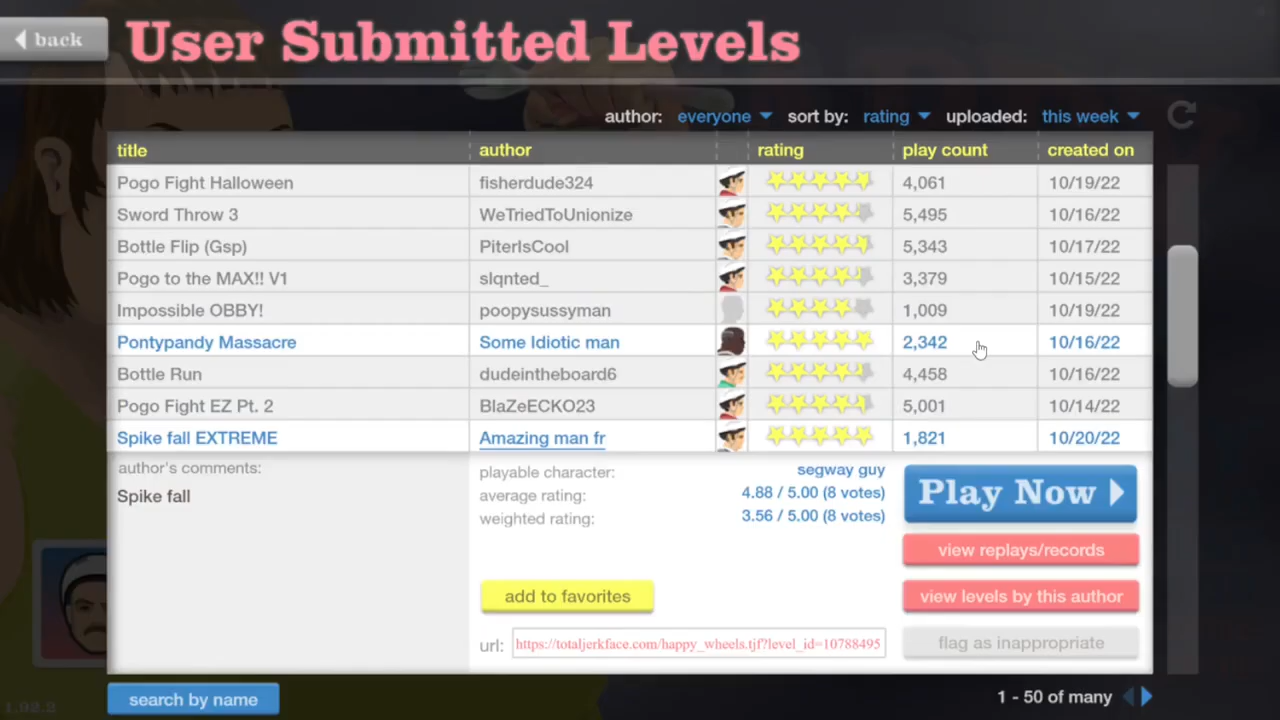 back
User Submitted Levels
author: everyone sort by: rating uploaded: this week
title author rating play count created on
Pogo Fight Halloween fisherdude324 4,061 10/19/22
Sword Throw 3 WeTriedToUnionize 5,495 10/16/22
Bottle Flip (Gsp) PiterIsCool 5,343 10/17/22
Pogo to the MAX!! V1 slqnted_ 3,379 10/15/22
Impossible OBBY! poopysussyman 1,009 10/19/22
Pontypandy Massacre Some Idiotic man 2,342 10/16/22
Bottle Run dudeintheboard6 4,458 10/16/22
Pogo Fight EZ Pt. 2 BlaZeECKO23 5,001 10/14/22
Spike fall EXTREME Amazing man fr 1,821 10/20/22
author's comments:
Spike fall
playable character: segway guy
average rating: 4.88 / 5.00 (8 votes)
weighted rating: 3.56 / 5.00 (8 votes)
Play Now
view replays/records
add to favorites
view levels by this author
url: https://totaljerkface.com/happy_wheels.tjf?level_id=10788495
flag as inappropriate
search by name
1 - 50 of many
1.92.2